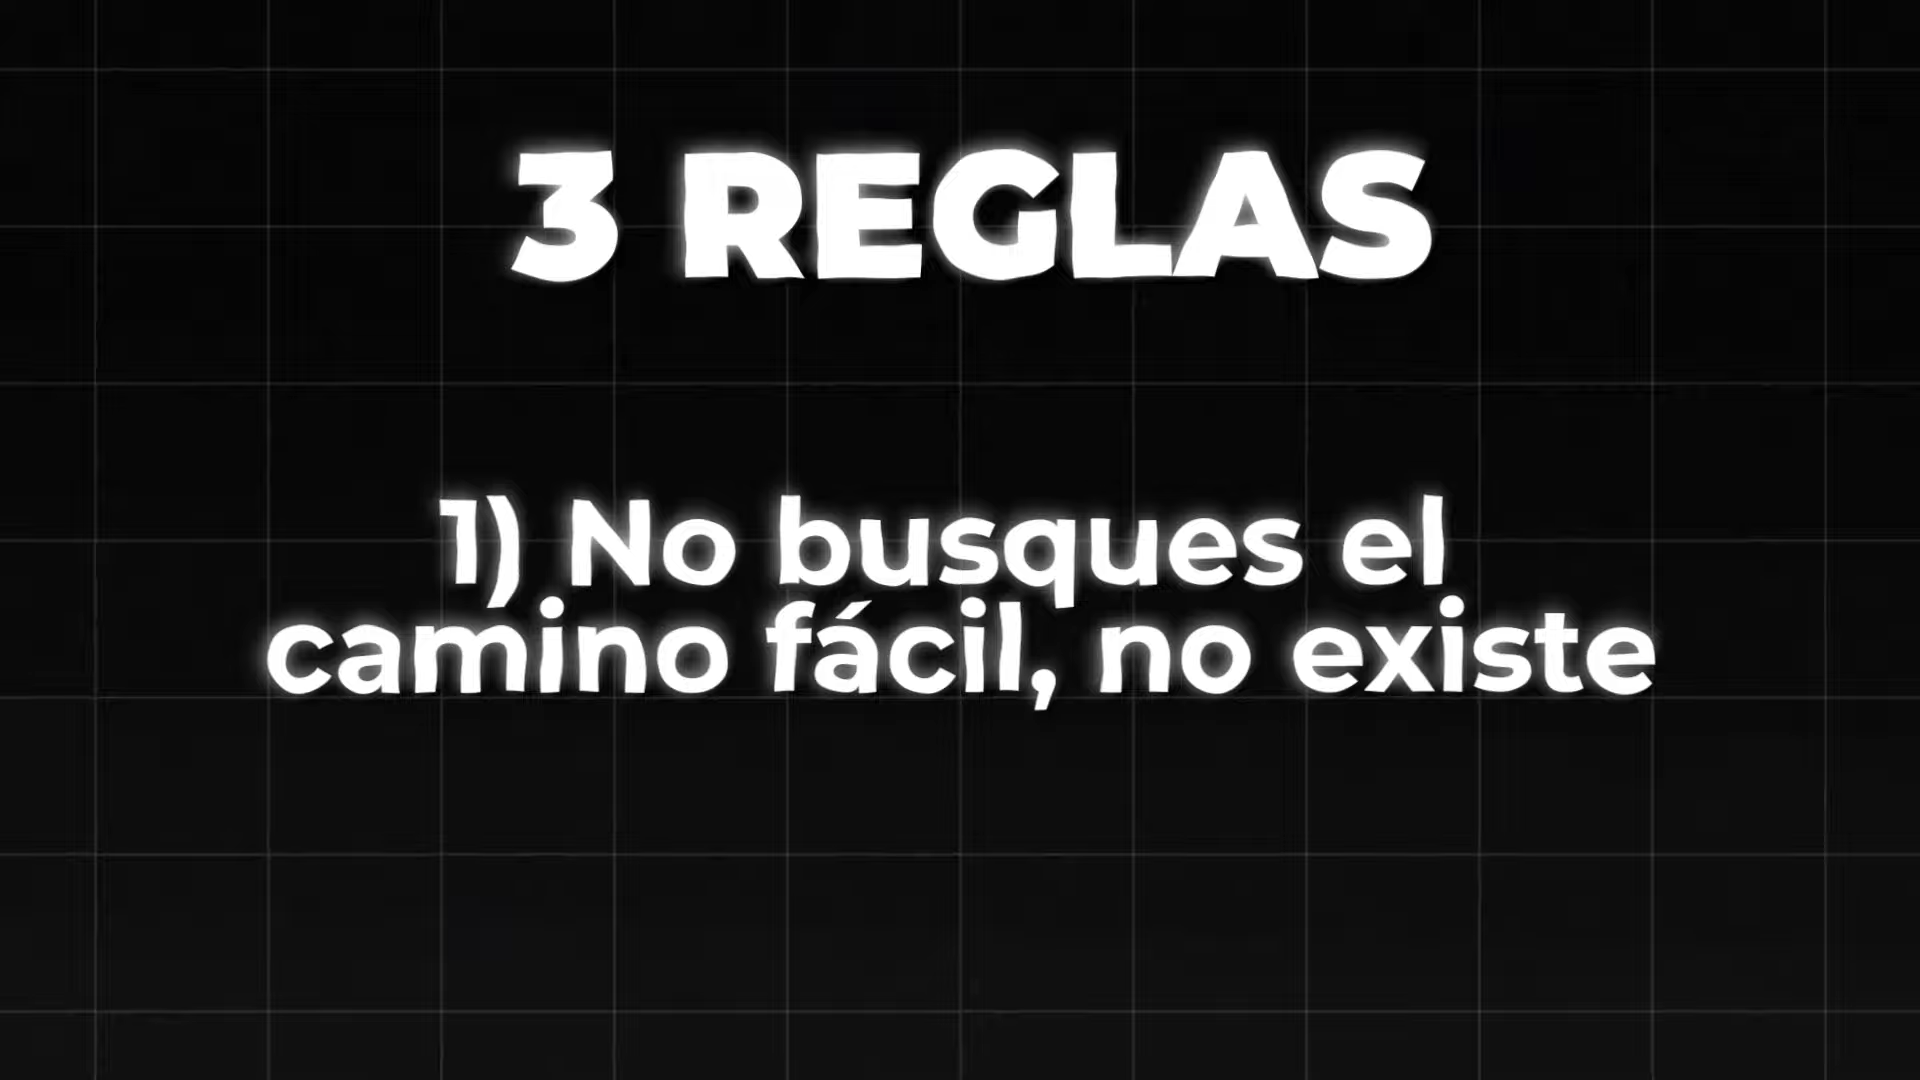 3 REGLAS
1) No busques el
camino fácil, no existe